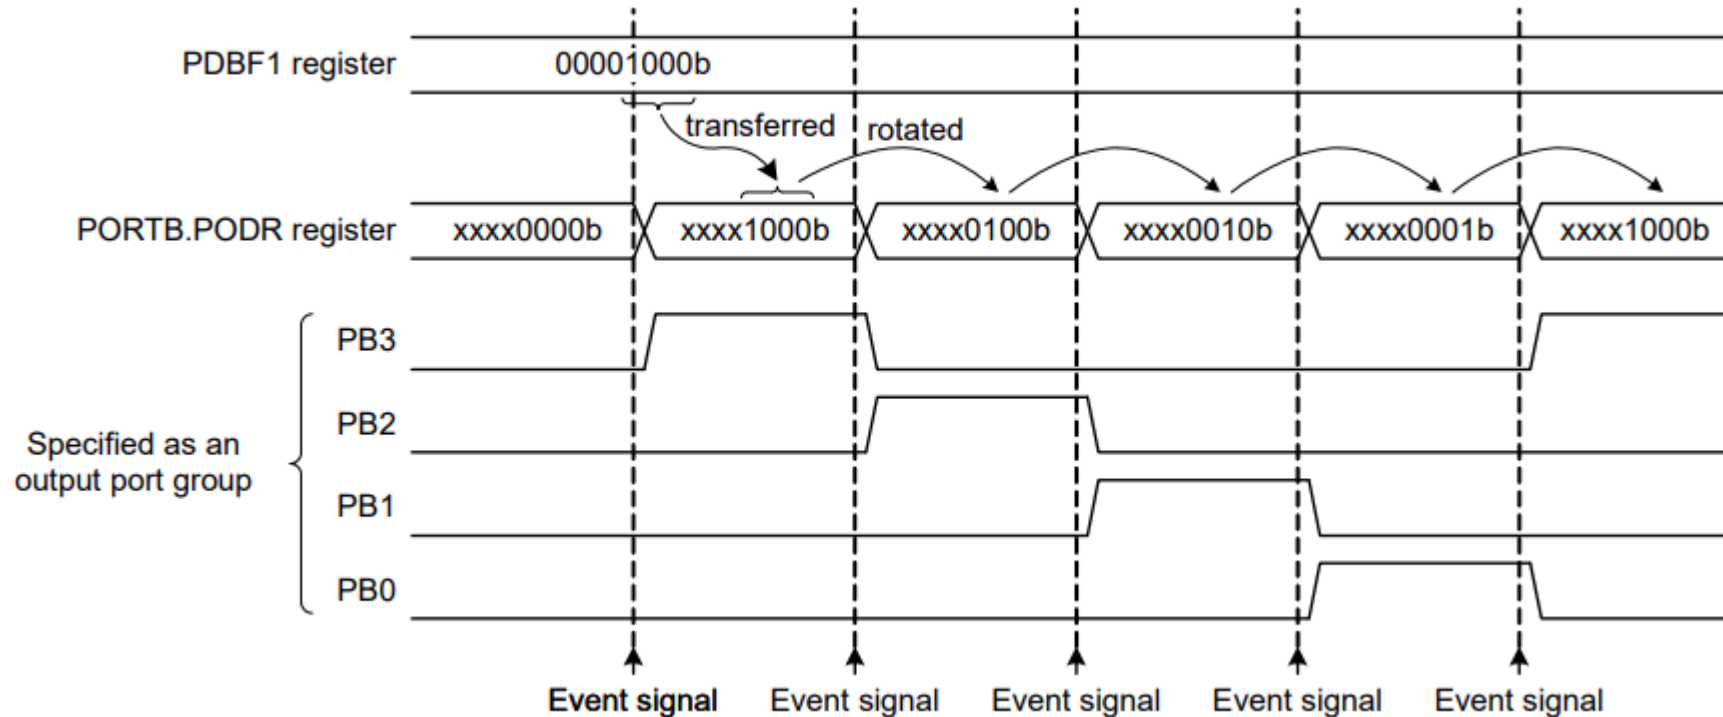 PDBF1 register
00001000b
transferred
rotated
PORTB.PODR register
xxxx0000b
xxxx1000b
xxxx0100b
xxxx0010b
xxxx0001b
xxxx1000b
PB3
PB2
Specified as an
output port group
PB1
PB0
Event signal
Event signal
Event signal
Event signal
Event signal